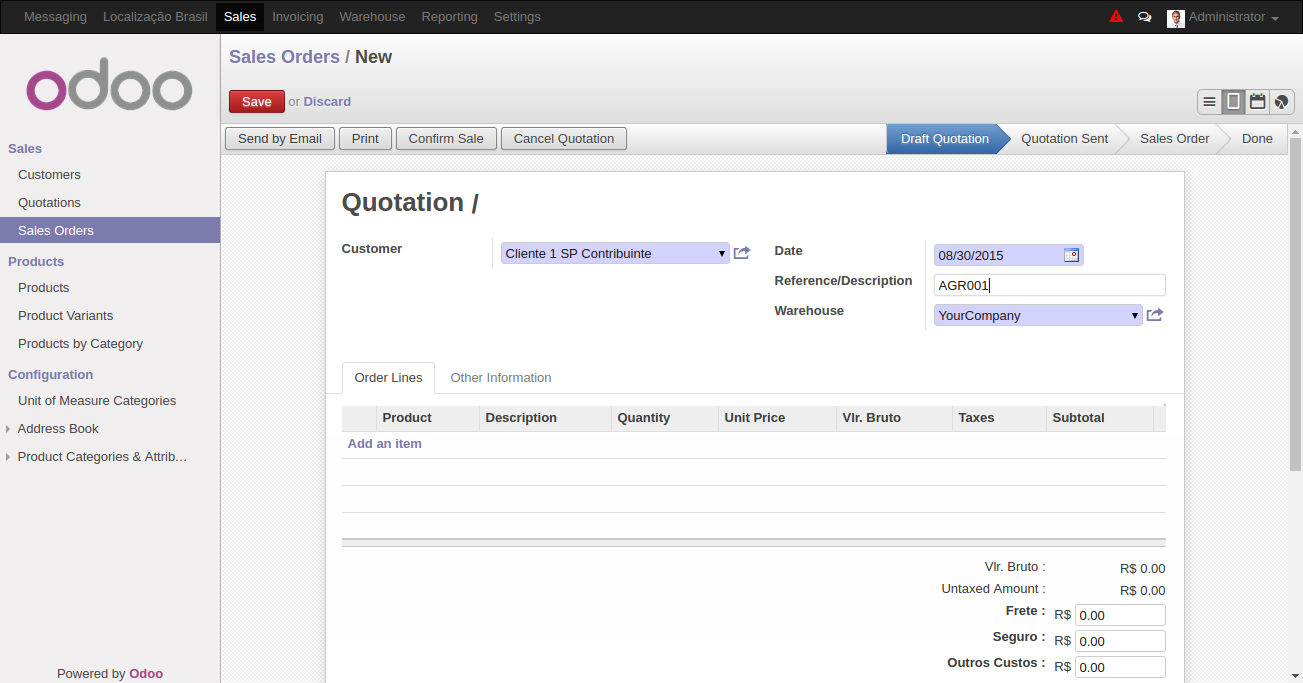 Messaging Localização Brasil Sales Invoicing Warehouse Reporting Settings Administrator
odoo
Sales
Customers
Quotations
Sales Orders
Products
Products
Product Variants
Products by Category
Configuration
Unit of Measure Categories
Address Book
Product Categories & Attrib...
Powered by Odoo
Sales Orders / New
Save or Discard
Send by Email Print Confirm Sale Cancel Quotation Draft Quotation Quotation Sent Sales Order Done
Quotation /
Customer Cliente 1 SP Contribuinte
Date 08/30/2015
Reference/Description AGR001
Warehouse YourCompany
Order Lines Other Information
Product Description Quantity Unit Price Vlr. Bruto Taxes Subtotal
Add an item
Vlr. Bruto : R$ 0.00
Untaxed Amount : R$ 0.00
Frete : R$ 0.00
Seguro : R$ 0.00
Outros Custos : R$ 0.00